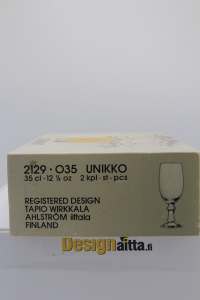 2129 · O35 UNIKKO
35 cl · 12 ½ oz 2 kpl · st · pcs
REGISTERED DESIGN
TAPIO WIRKKALA
AHLSTRÖM iittala
FINLAND
Designaitta.fi